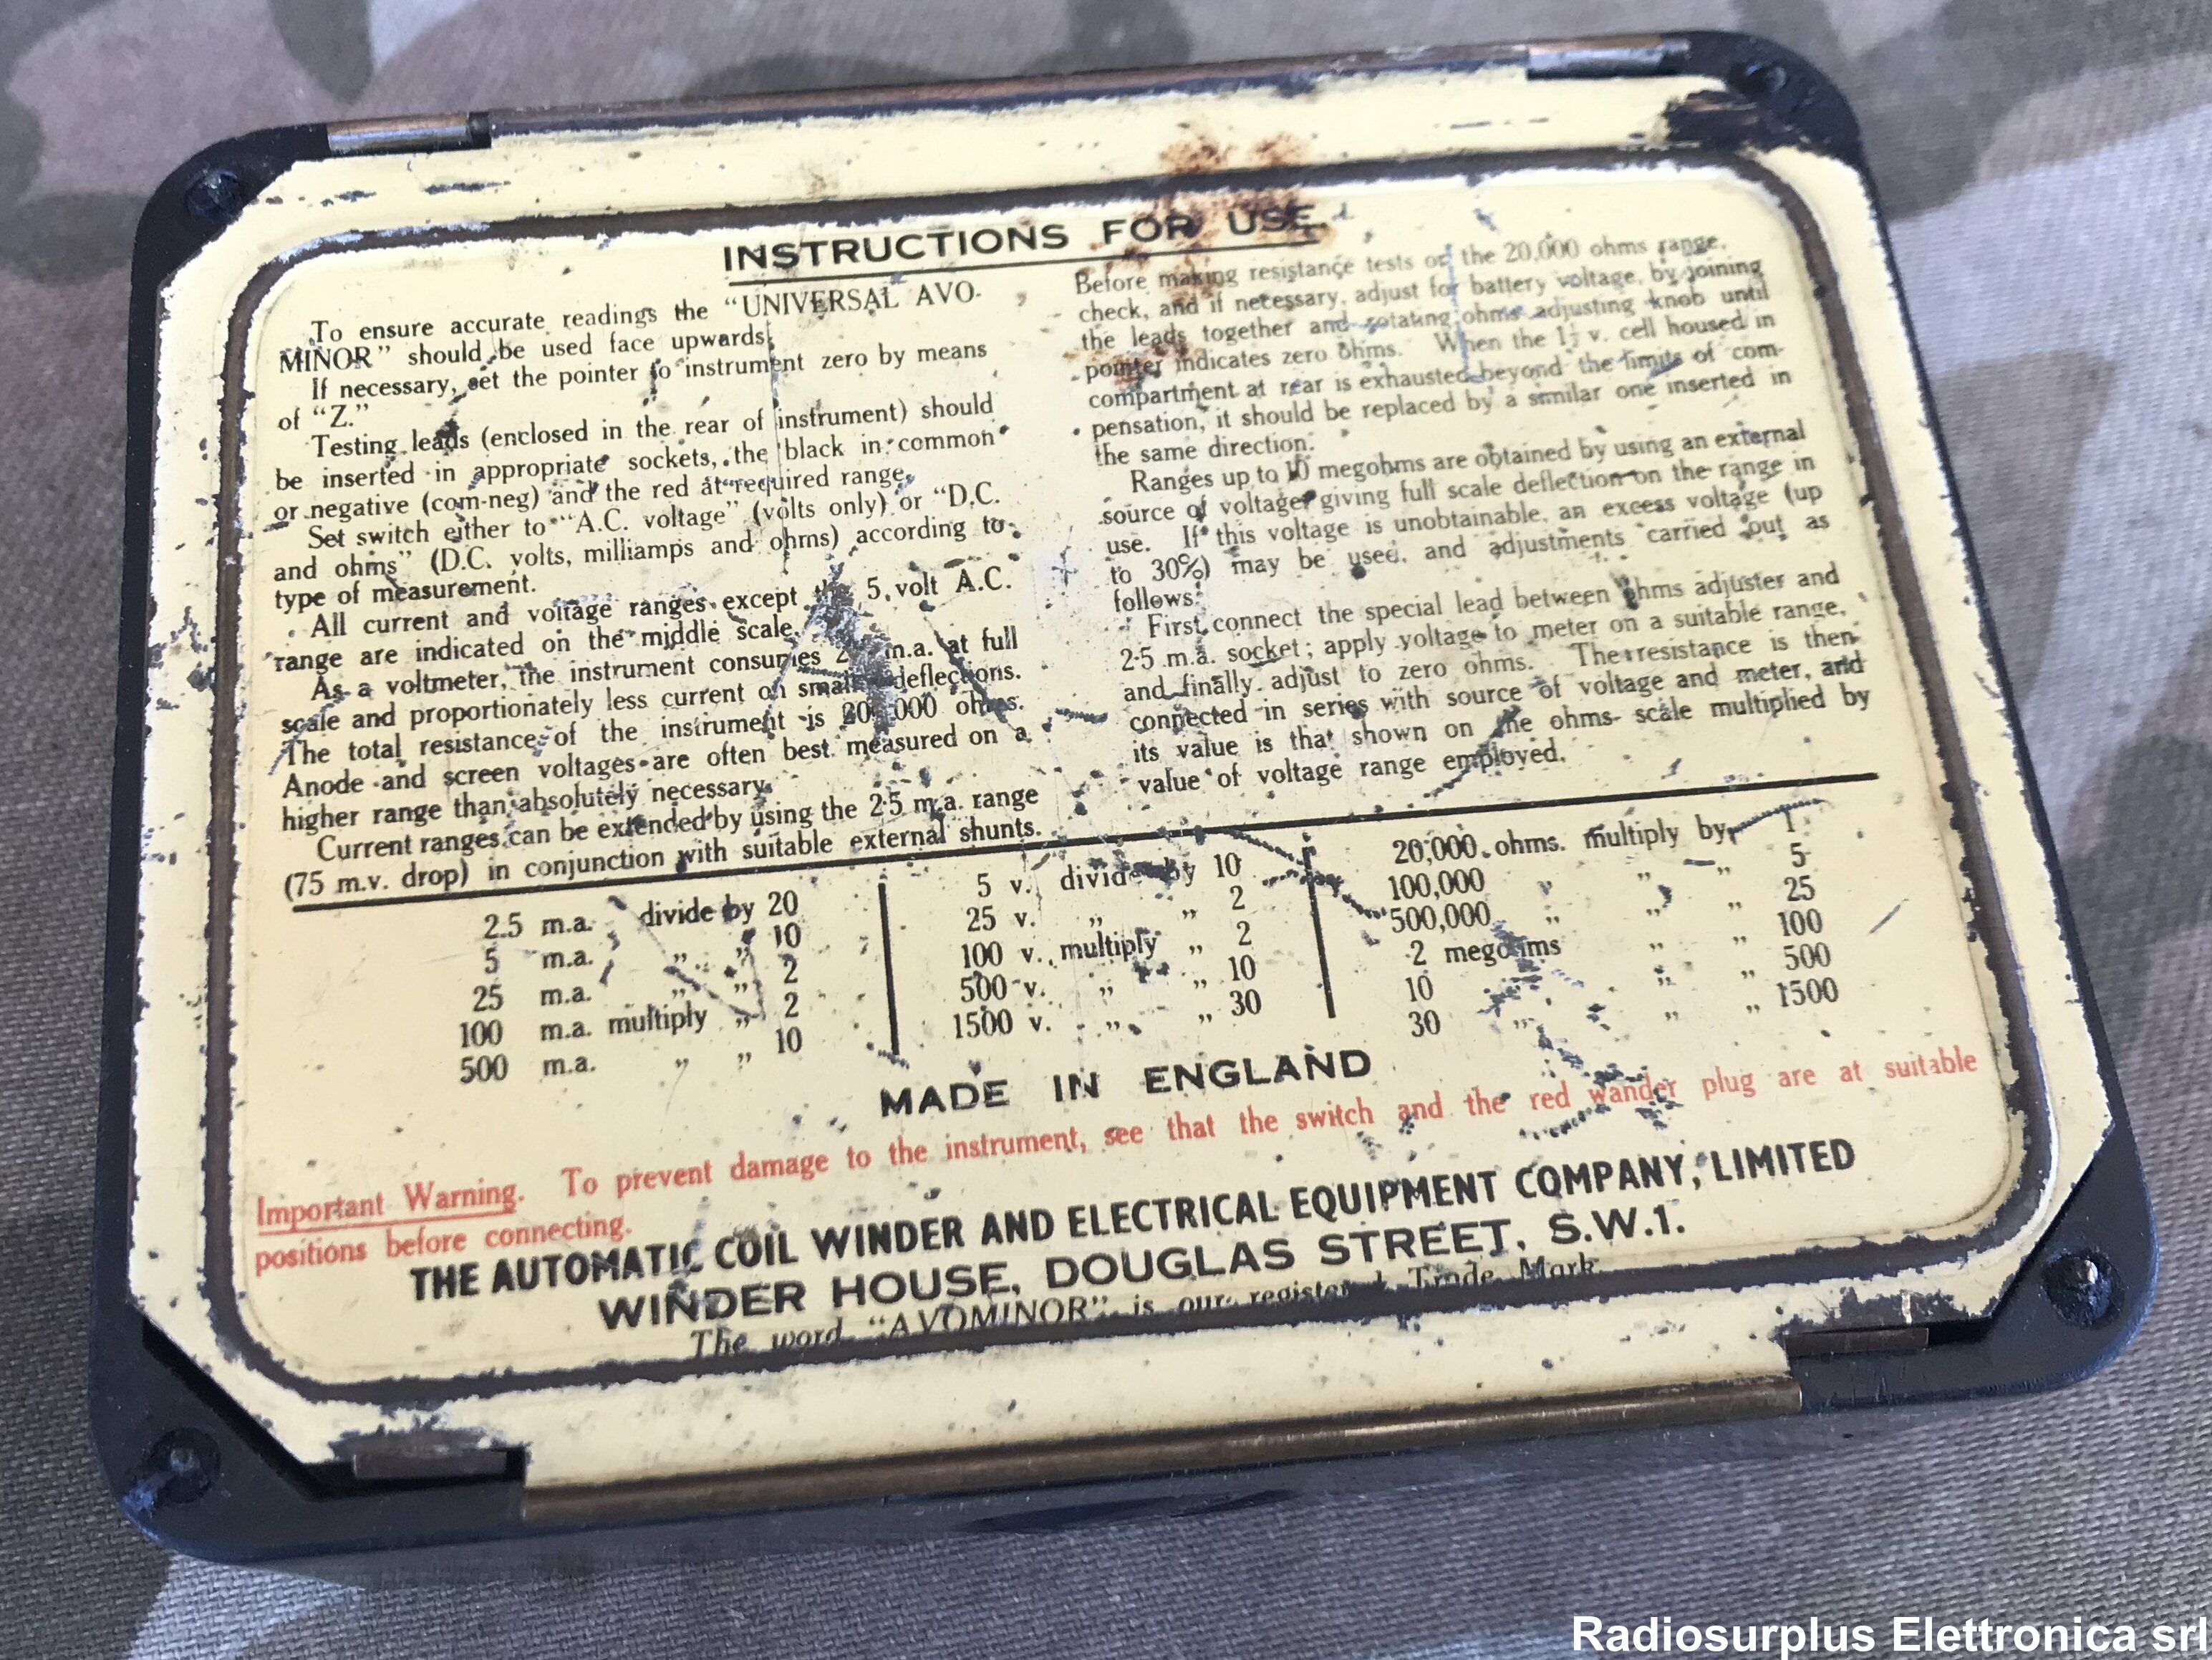 INSTRUCTIONS FOR USE.
To ensure accurate readings the "UNIVERSAL AVO-
MINOR" should be used face upwards.
If necessary, set the pointer to instrument zero by means
of "Z."
Testing leads (enclosed in the rear of instrument) should
be inserted in appropriate sockets, the black in common
or negative (com-neg) and the red at required range.
Set switch either to "A.C. voltage" (volts only) or "D.C.
and ohms" (D.C. volts, milliamps and ohms) according to
type of measurement.
All current and voltage ranges except the 5 volt A.C.
range are indicated on the middle scale.
As a voltmeter, the instrument consumes m.a. at full
scale and proportionately less current on smaller deflections.
The total resistance of the instrument is 200,000 ohms.
Anode and screen voltages are often best measured on a
higher range than absolutely necessary.
Current ranges can be extended by using the 2·5 m.a. range
(75 m.v. drop) in conjunction with suitable external shunts.
Before making resistance tests on the 20,000 ohms range,
check, and if necessary, adjust for battery voltage, by joining
the leads together and rotating ohms adjusting knob until
pointer indicates zero ohms. When the 1½ v. cell housed in
compartment at rear is exhausted beyond the limits of com-
pensation, it should be replaced by a similar one inserted in
the same direction.
Ranges up to 10 megohms are obtained by using an external
source of voltage giving full scale deflection on the range in
use. If this voltage is unobtainable, an excess voltage (up
to 30%) may be used, and adjustments carried out as
follows:
First connect the special lead between ohms adjuster and
2·5 m.a. socket; apply voltage to meter on a suitable range,
and finally adjust to zero ohms. The resistance is then
connected in series with source of voltage and meter, and
its value is that shown on the ohms scale multiplied by
value of voltage range employed.
2.5 m.a. divide by 20
5 m.a. „ „ 10
25 m.a. „ „ 2
100 m.a. multiply „ 2
500 m.a. „ „ 10
5 v. divide by 10
25 v. „ „ 2
100 v. multiply „ 2
500 v. „ „ 10
1500 v. „ „ 30
20,000 ohms. multiply by 1
100,000 „ „ „ 5
500,000 „ „ „ 25
2 megohms „ „ 100
10 „ „ 500
30 „ „ „ 1500
MADE IN ENGLAND
Important Warning. To prevent damage to the instrument, see that the switch and the red wander plug are at suitable
positions before connecting.
THE AUTOMATIC COIL WINDER AND ELECTRICAL EQUIPMENT COMPANY, LIMITED
WINDER HOUSE, DOUGLAS STREET, S.W.1.
The word "AVOMINOR" is our registered Trade Mark
Radiosurplus Elettronica srl